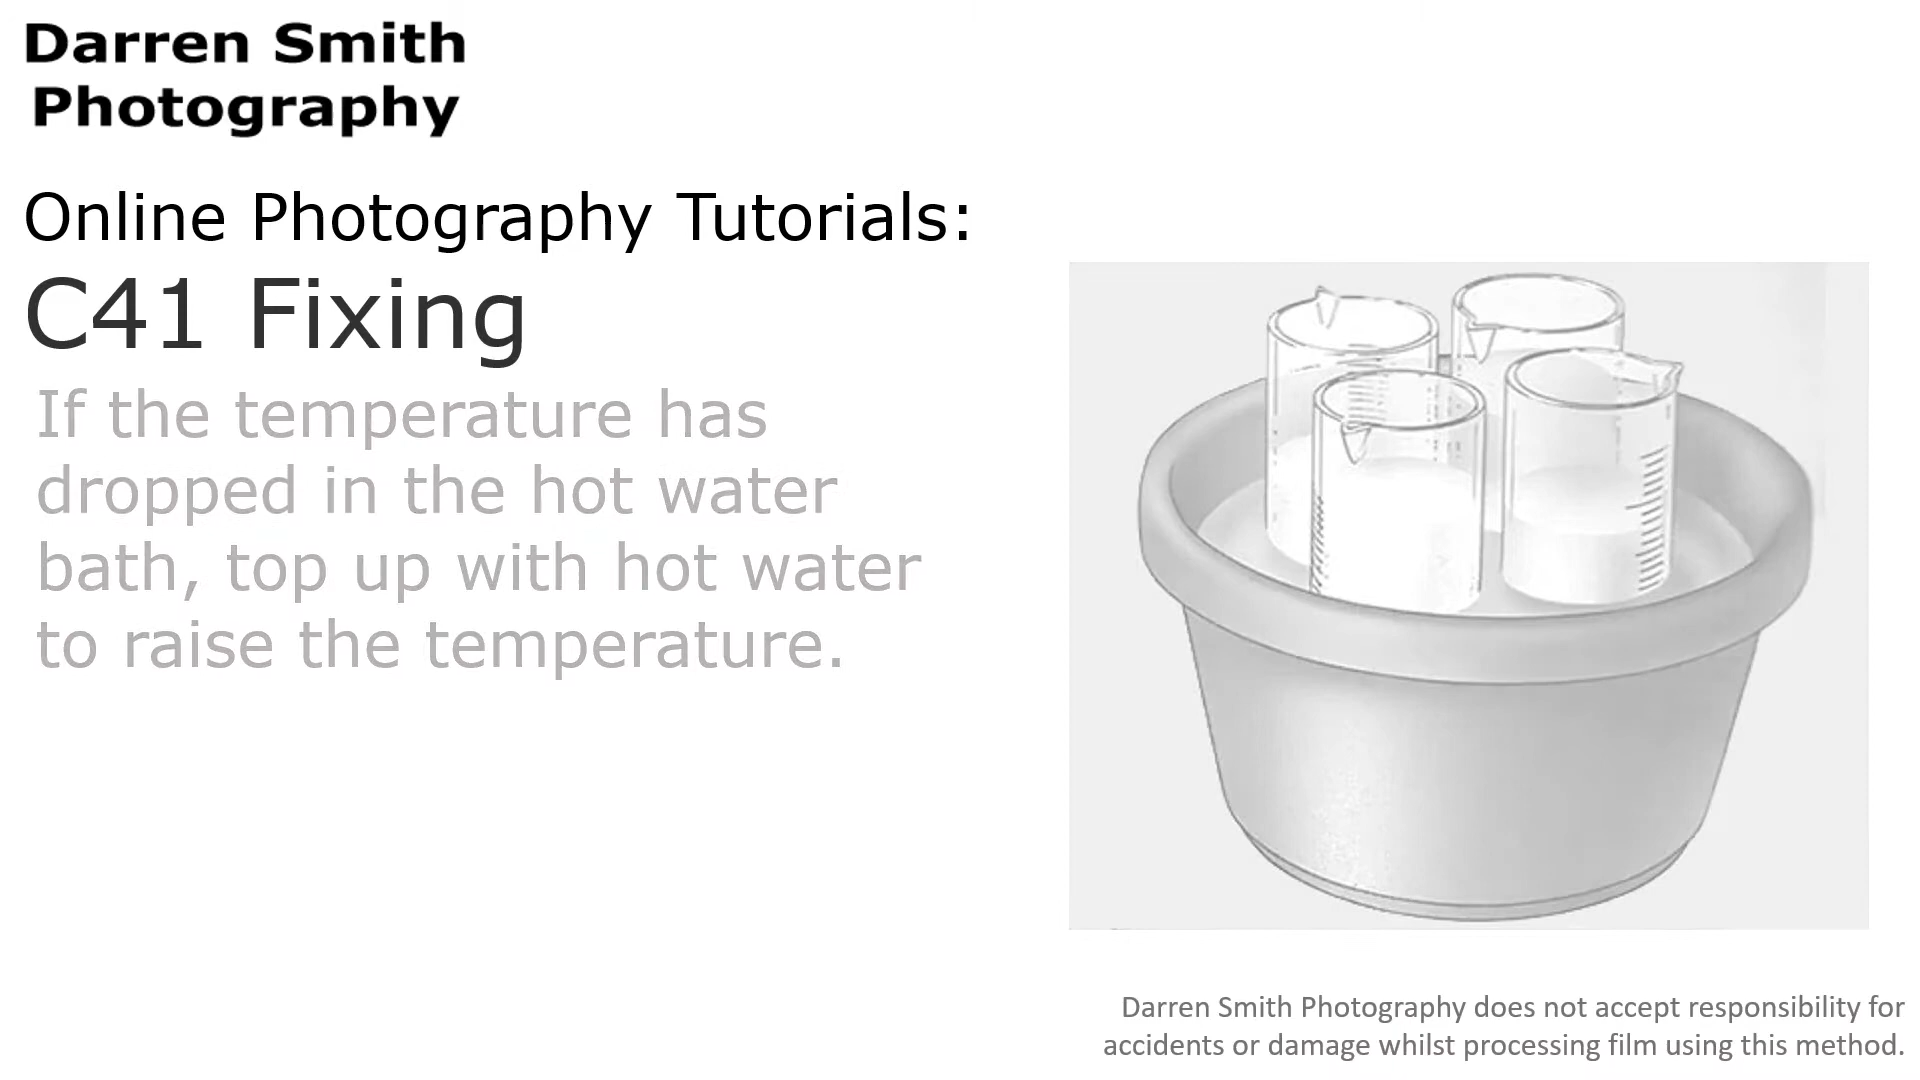 Darren Smith
Photography
Online Photography Tutorials:
C41 Fixing
If the temperature has
dropped in the hot water
bath, top up with hot water
to raise the temperature.
Darren Smith Photography does not accept responsibility for
accidents or damage whilst processing film using this method.